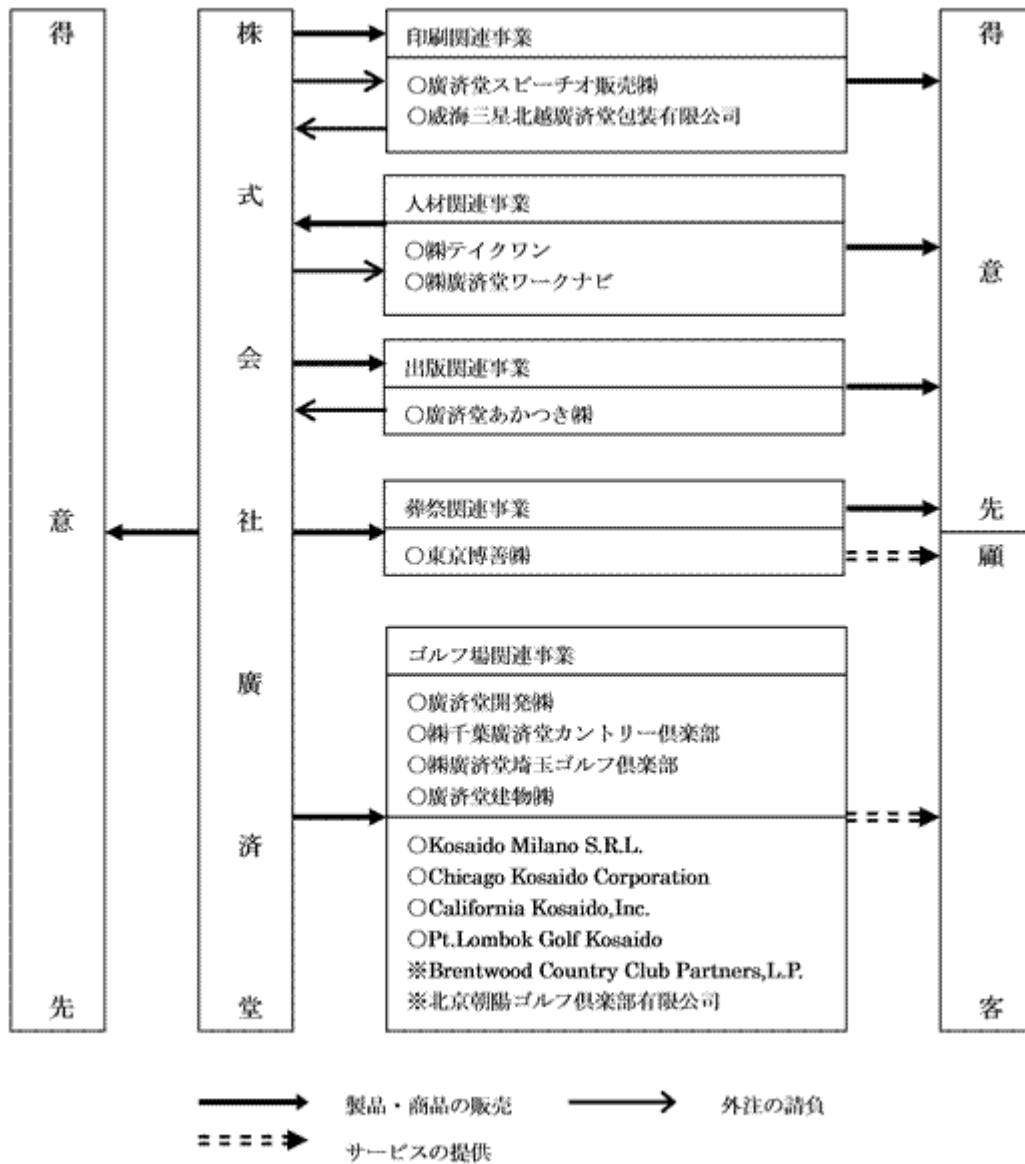 得意先
株式会社廣済堂
印刷関連事業
○廣済堂スピーチオ販売㈱
○威海三星北越廣済堂包装有限公司
人材関連事業
○㈱テイクワン
○㈱廣済堂ワークナビ
出版関連事業
○廣済堂あかつき㈱
葬祭関連事業
○東京博善㈱
ゴルフ場関連事業
○廣済堂開発㈱
○㈱千葉廣済堂カントリー倶楽部
○㈱廣済堂埼玉ゴルフ倶楽部
○廣済堂建物㈱
○Kosaido Milano S.R.L.
○Chicago Kosaido Corporation
○California Kosaido,Inc.
○Pt.Lombok Golf Kosaido
※Brentwood Country Club Partners,L.P.
※北京朝陽ゴルフ倶楽部有限公司
得意先
顧客
製品・商品の販売
外注の請負
サービスの提供